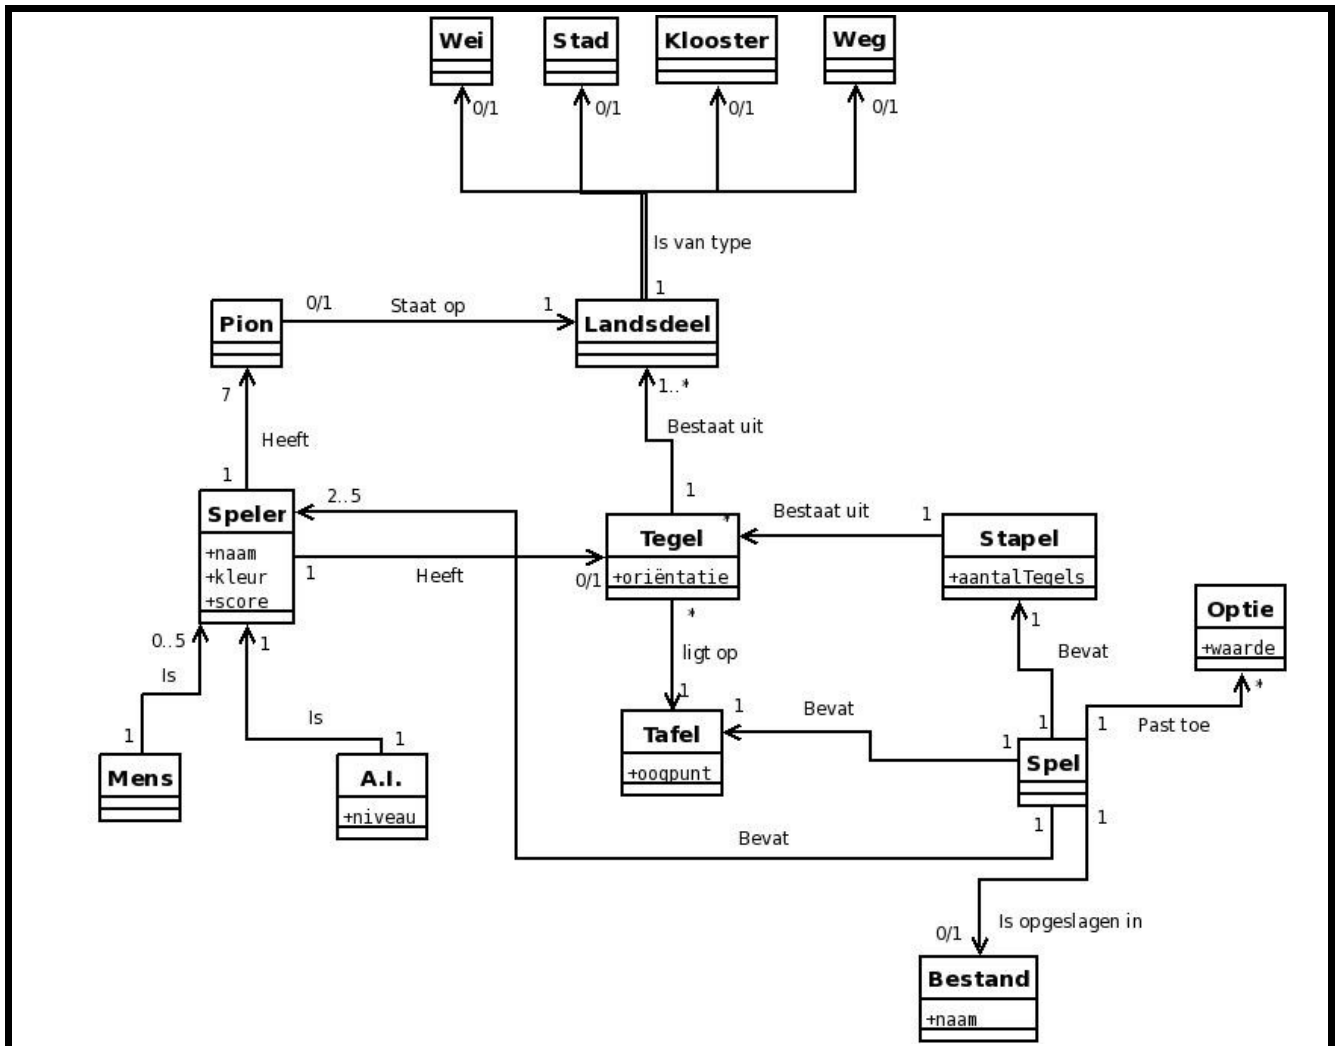 Wei
Stad
Klooster
Weg
0/1
0/1
0/1
0/1
Is van type
1
Pion
0/1
Staat op
1
Landsdeel
7
1..*
Heeft
Bestaat uit
1
1
2..5
Speler
+naam
+kleur
+score
1
Heeft
0/1
*
Tegel
+oriëntatie
Bestaat uit
1
Stapel
+aantalTegels
*
ligt op
1
1
Bevat
Optie
+waarde
*
0..5
1
Is
Is
1
1
Mens
A.I.
+niveau
Tafel
+oogpunt
1
Bevat
1
1
1
Past toe
Spel
1
1
Bevat
Is opgeslagen in
0/1
Bestand
+naam